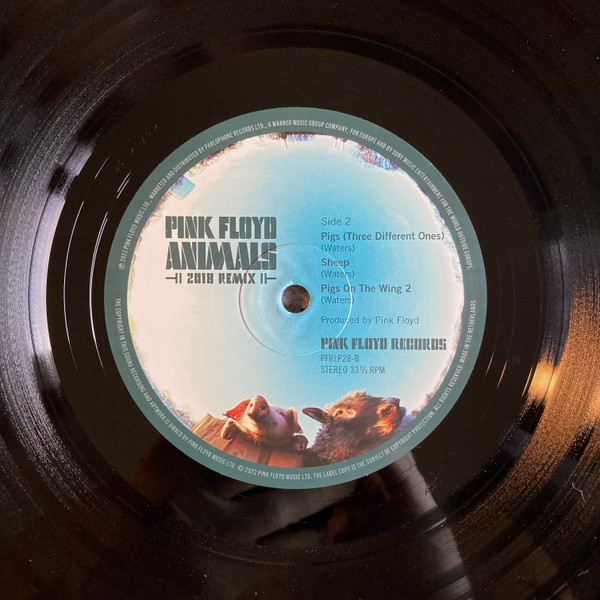 ℗ 2022 PINK FLOYD MUSIC LTD., MARKETED AND DISTRIBUTED BY PARLOPHONE RECORDS LTD., A WARNER MUSIC GROUP COMPANY, FOR EUROPE AND BY SONY MUSIC ENTERTAINMENT FOR THE WORLD OUTSIDE EUROPE.
PINK FLOYD
ANIMALS
2018 REMIX
Side 2
Pigs (Three Different Ones)
(Waters)
Sheep
(Waters)
Pigs On The Wing 2
(Waters)
Produced by Pink Floyd
PINK FLOYD RECORDS
PFRLP28-B
STEREO 33⅓ RPM
THE COPYRIGHT IN THIS SOUND RECORDING AND ARTWORK IS OWNED BY PINK FLOYD MUSIC LTD. © 2022 PINK FLOYD MUSIC LTD. THE LABEL COPY IS THE SUBJECT OF COPYRIGHT PROTECTION. ALL RIGHTS RESERVED. MADE IN THE NETHERLANDS.